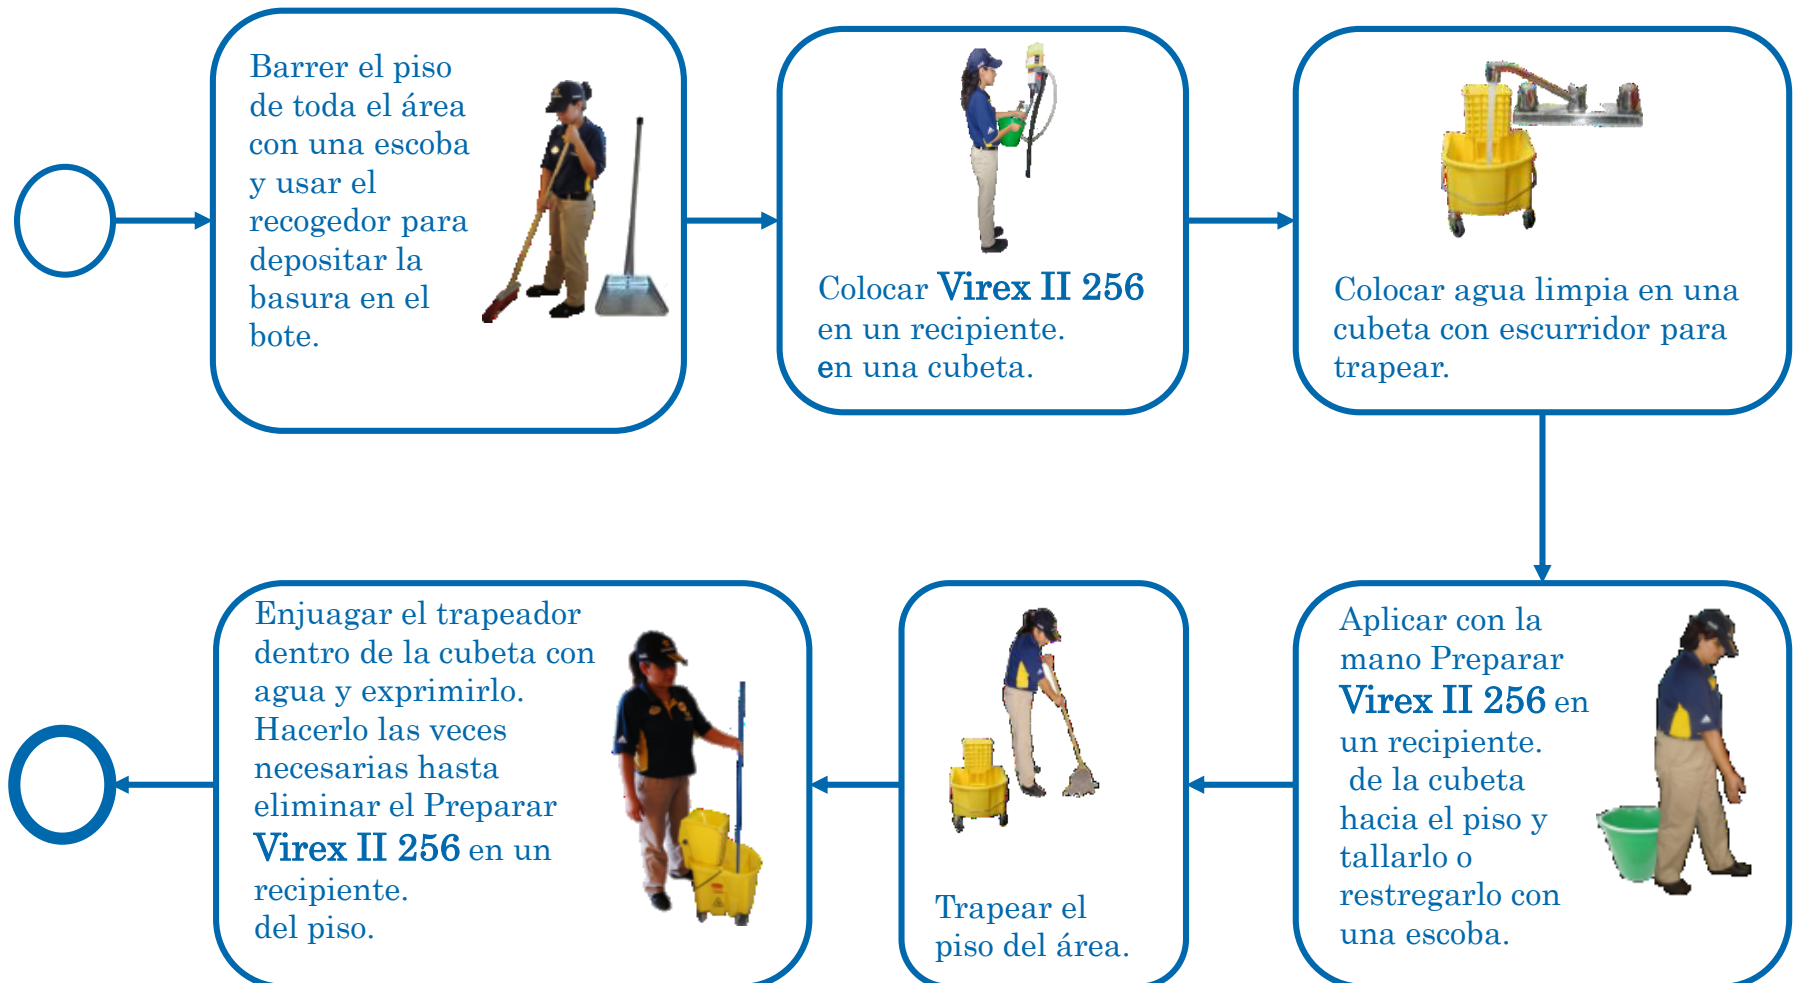 Barrer el piso
de toda el área
con una escoba
y usar el
recogedor para
depositar la
basura en el
bote.
Colocar Virex II 256
en un recipiente.
en una cubeta.
Colocar agua limpia en una
cubeta con escurridor para
trapear.
Aplicar con la
mano Preparar
Virex II 256 en
un recipiente.
de la cubeta
hacia el piso y
tallarlo o
restregarlo con
una escoba.
Trapear el
piso del área.
Enjuagar el trapeador
dentro de la cubeta con
agua y exprimirlo.
Hacerlo las veces
necesarias hasta
eliminar el Preparar
Virex II 256 en un
recipiente.
del piso.